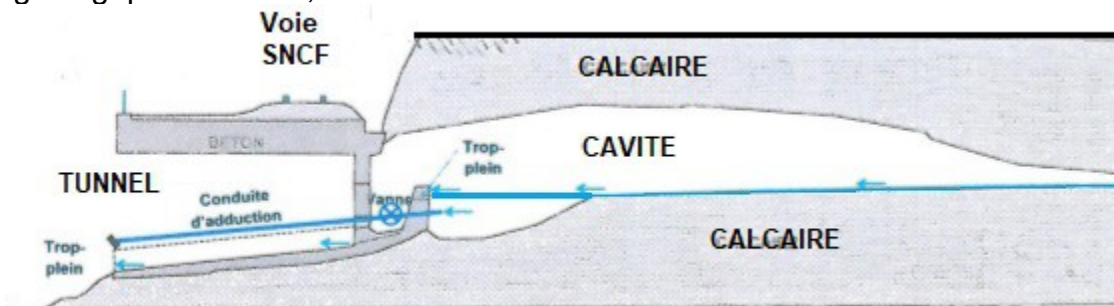 Voie
SNCF
CALCAIRE
BETON
CAVITE
Trop-
plein
TUNNEL
Conduite
d'adduction
Vanne
CALCAIRE
Trop-
plein